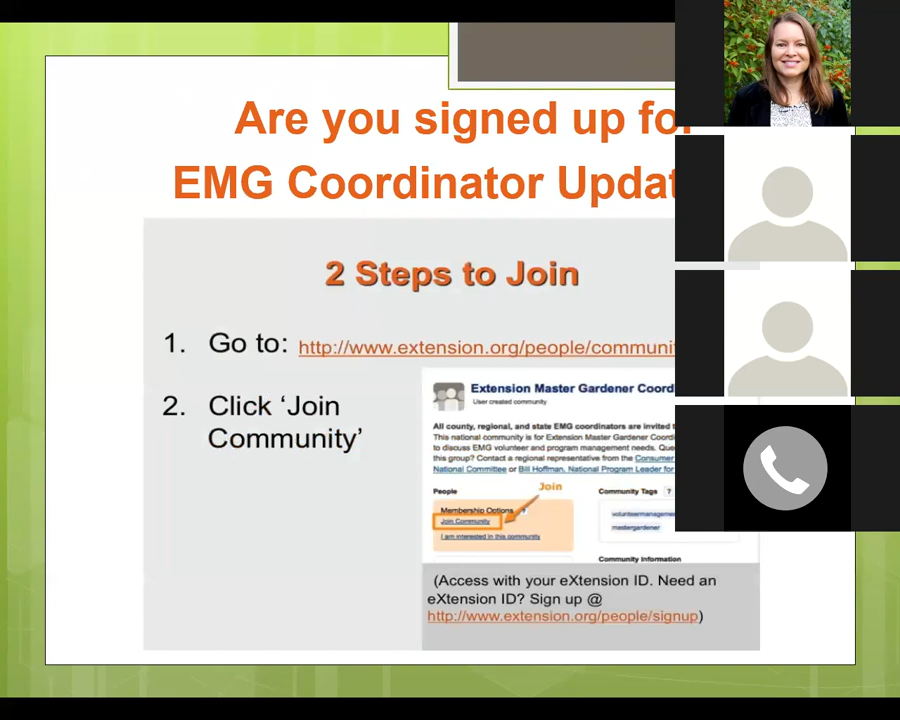 Are you signed up for
EMG Coordinator Updat
2 Steps to Join
1. Go to: http://www.extension.org/people/communi
2. Click ‘Join
Community’
Extension Master Gardener Coord
User created community
All county, regional, and state EMG coordinators are invited t
This national community is for Extension Master Gardener Coordi
to discuss EMG volunteer and program management needs. Que
this group? Contact a regional representative from the Consumer
National Committee or Bill Hoffman, National Program Leader for
Join
People
Community Tags ?
Membership Options ?
Join Community
volunteermanageme
mastergardener
I am interested in this community
Community Information
(Access with your eXtension ID. Need an
eXtension ID? Sign up @
http://www.extension.org/people/signup)